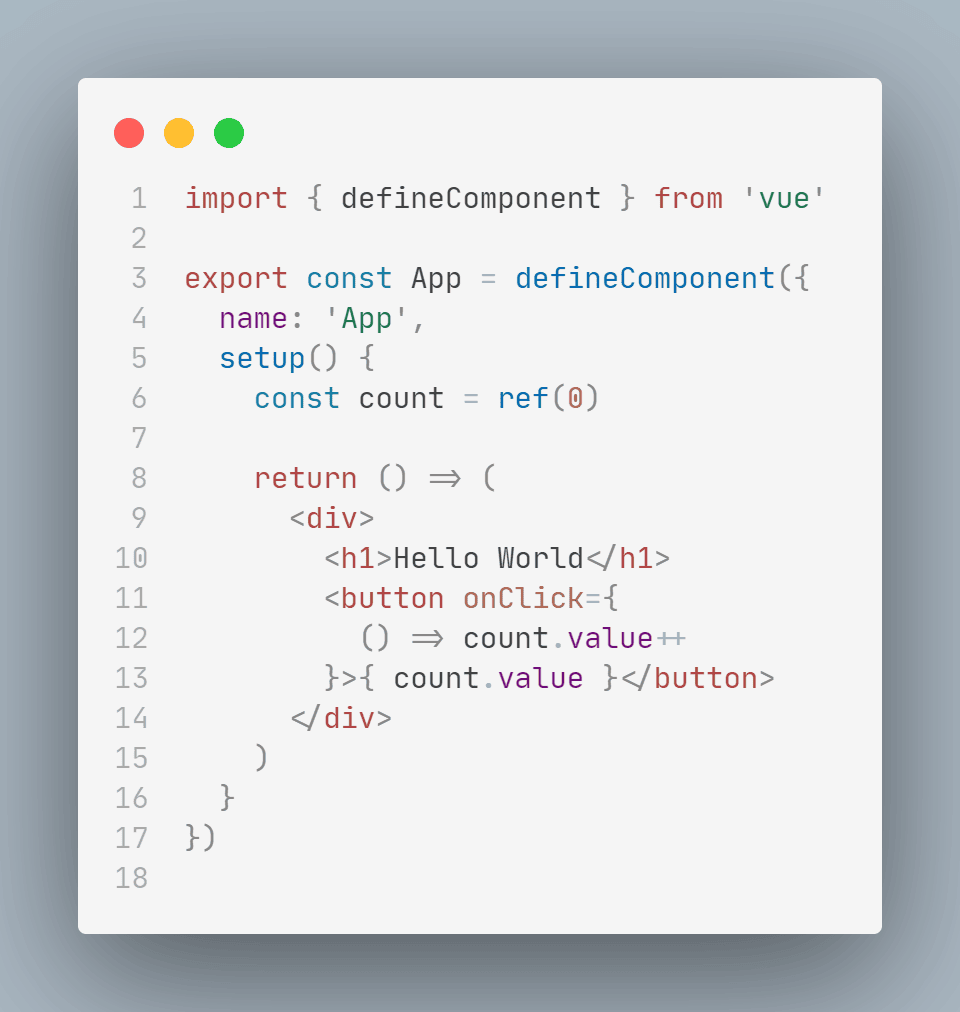 1 import { defineComponent } from 'vue'
2
3 export const App = defineComponent({
4   name: 'App',
5   setup() {
6     const count = ref(0)
7
8     return () => (
9       <div>
10         <h1>Hello World</h1>
11         <button onClick={
12           () => count.value++
13         }>{ count.value }</button>
14       </div>
15     )
16   }
17 })
18